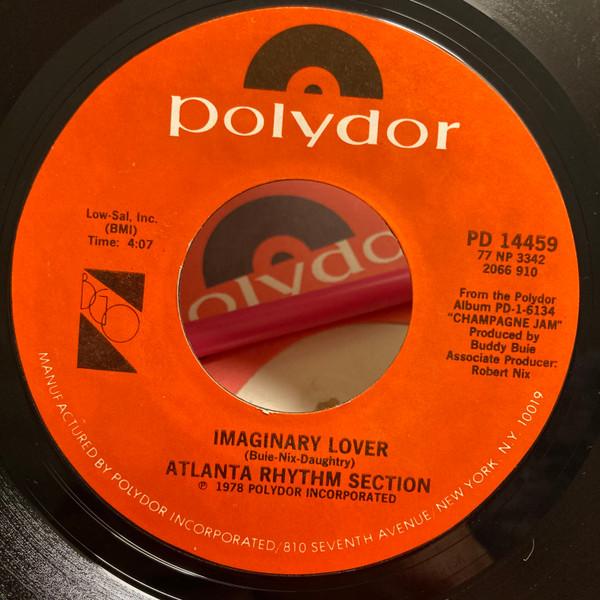 polydor
Low-Sal, Inc.
(BMI)
Time: 4:07
PD 14459
77 NP 3342
2066 910
From the Polydor
Album PD-1-6134
"CHAMPAGNE JAM"
Produced by
Buddy Buie
Associate Producer:
Robert Nix
olydo
IMAGINARY LOVER
(Buie-Nix-Daughtry)
ATLANTA RHYTHM SECTION
℗ 1978 POLYDOR INCORPORATED
MANUFACTURED BY POLYDOR INCORPORATED/810 SEVENTH AVENUE, NEW YORK, N.Y. 10019